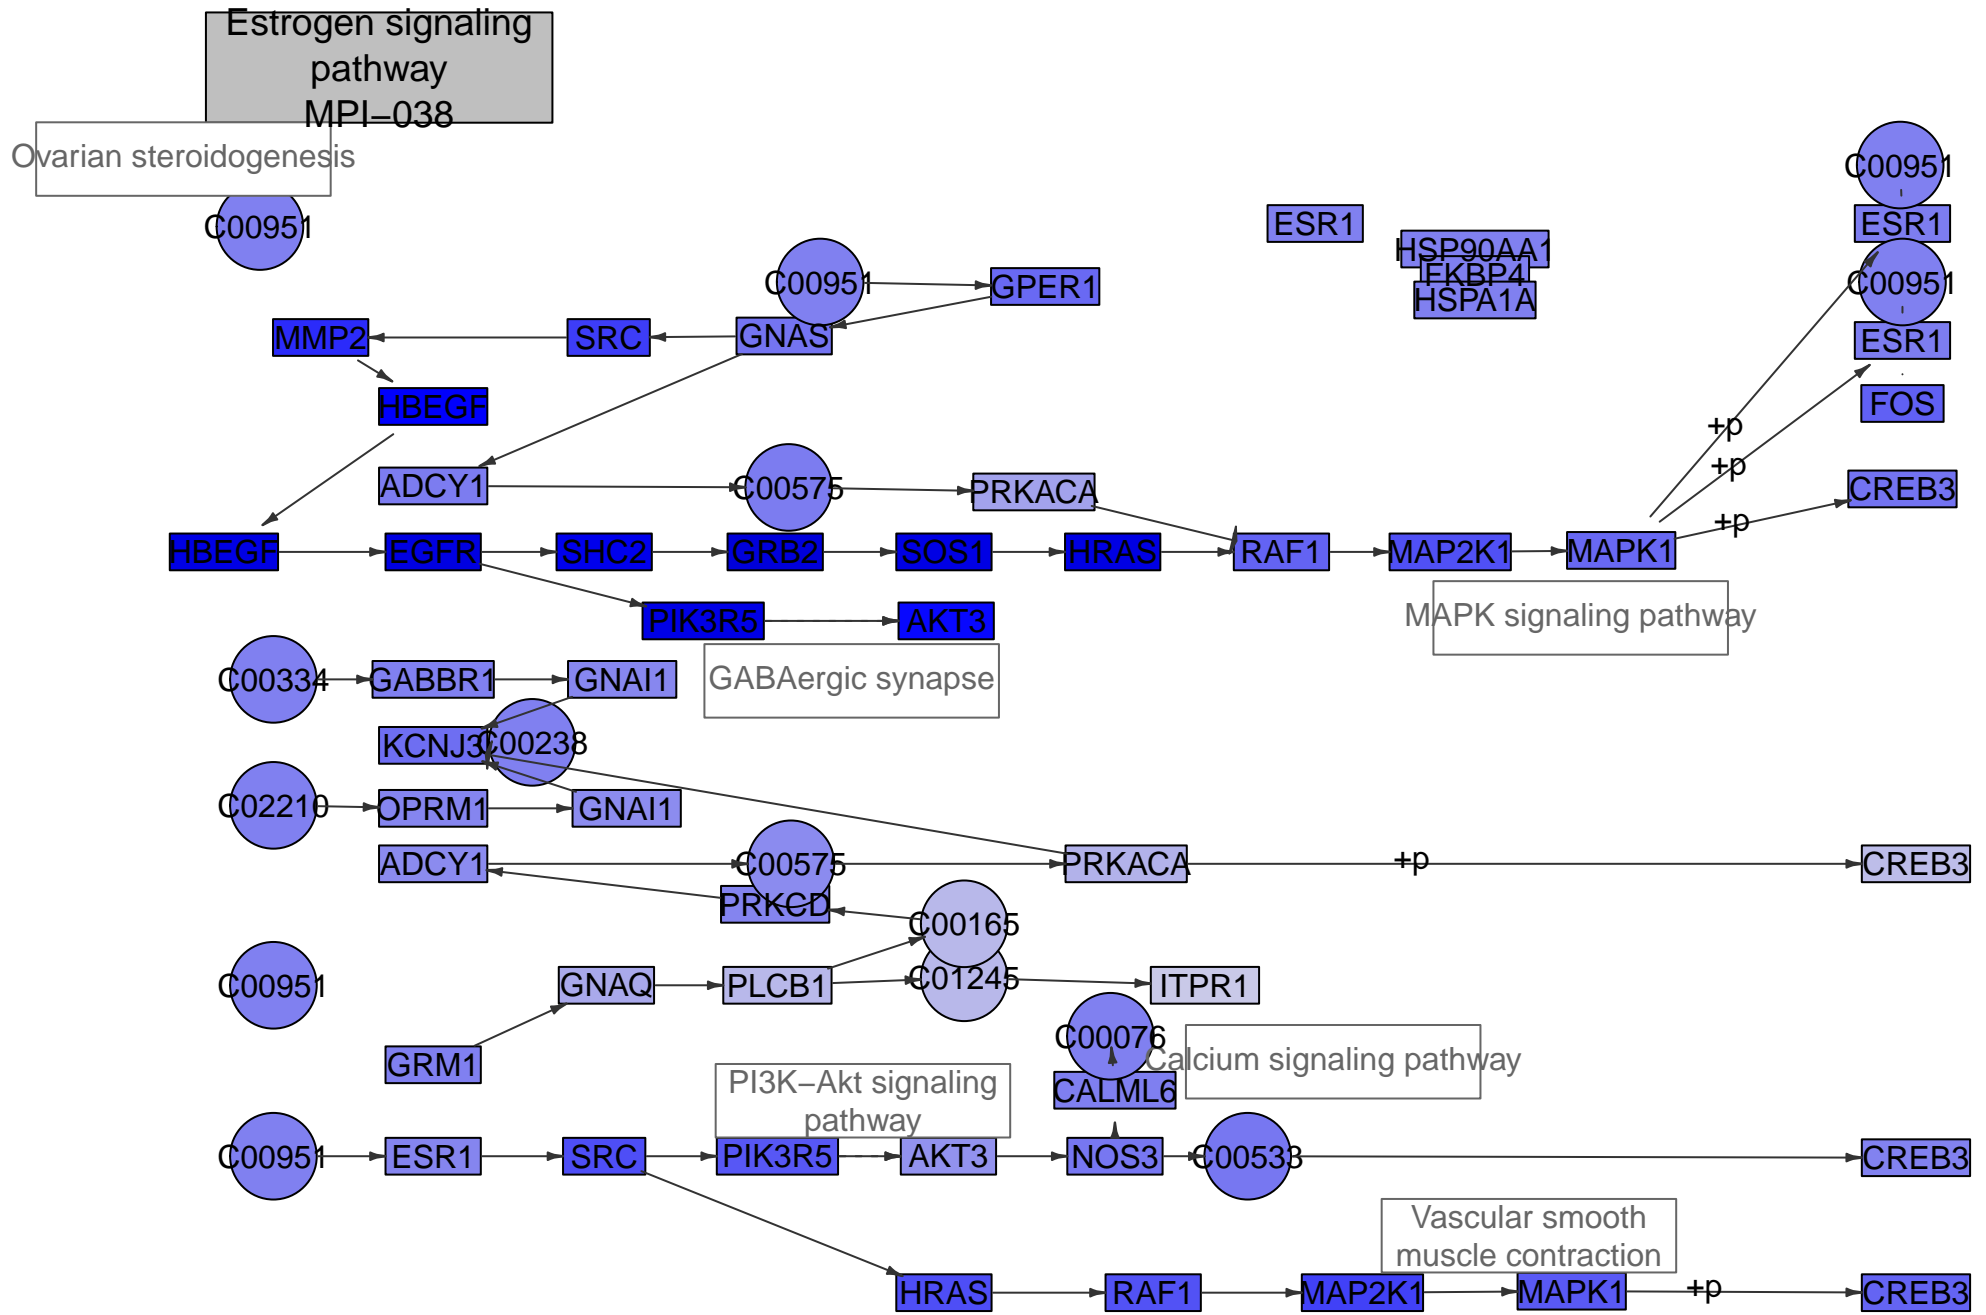 Estrogen signaling
pathway
MPI−038
Ovarian steroidogenesis
C00951
C00951
ESR1
C00951
ESR1
HSP90AA1
FKBP4
HSPA1A
C00951
GPER1
C00951
MMP2
SRC
GNAS
ESR1
HBEGF
FOS
+p
+p
ADCY1
C00575
PRKACA
CREB3
+p
HBEGF
EGFR
SHC2
GRB2
SOS1
HRAS
RAF1
MAP2K1
MAPK1
PIK3R5
AKT3
MAPK signaling pathway
C00334
GABBR1
GNAI1
GABAergic synapse
KCNJ3
C00238
C02210
OPRM1
GNAI1
ADCY1
C00575
PRKACA
+p
CREB3
PRKCD
C00165
C00951
GNAQ
PLCB1
C01245
ITPR1
C00076
Calcium signaling pathway
GRM1
CALML6
PI3K−Akt signaling
pathway
C00951
ESR1
SRC
PIK3R5
AKT3
NOS3
C00533
CREB3
Vascular smooth
muscle contraction
HRAS
RAF1
MAP2K1
MAPK1
+p
CREB3